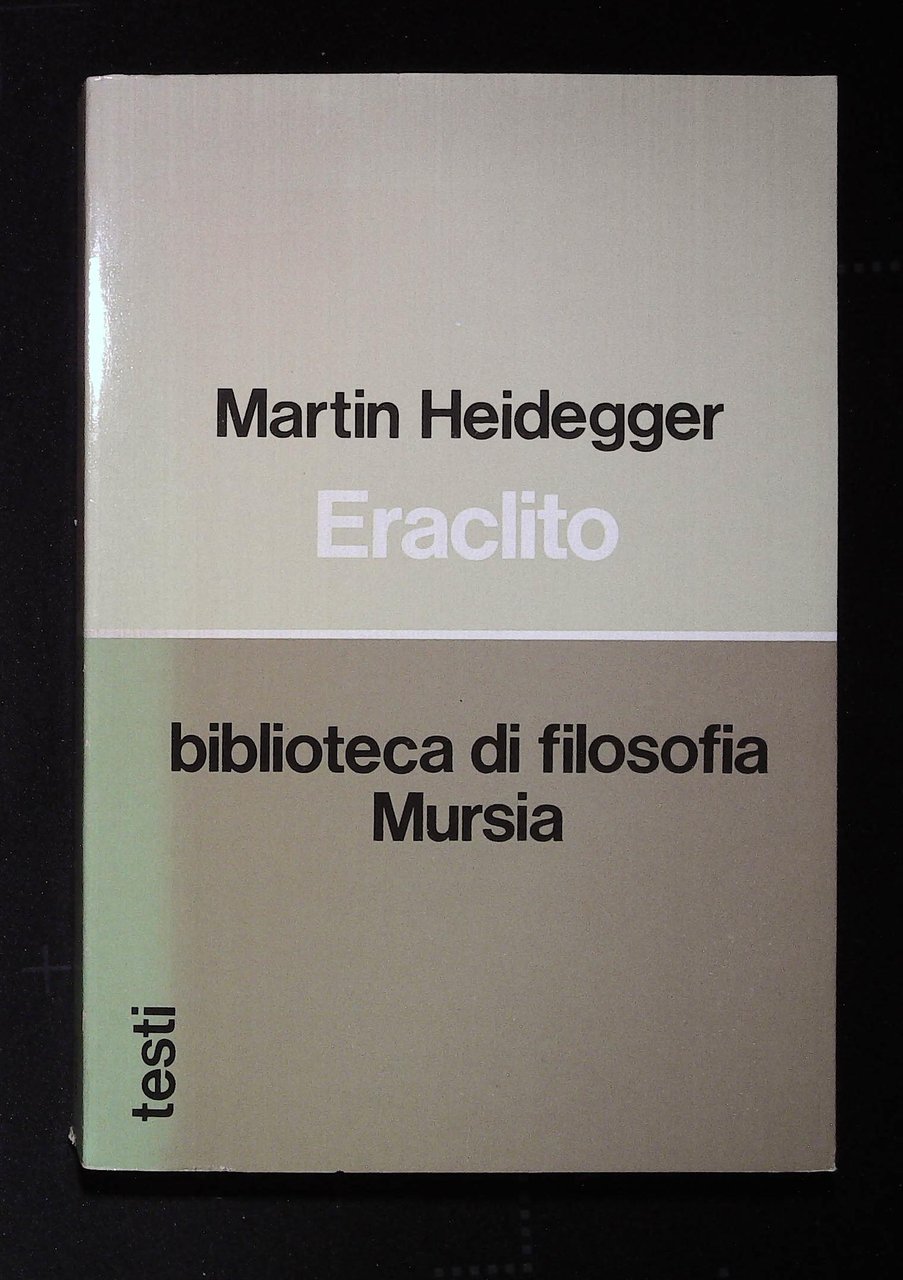 Martin Heidegger
Eraclito
biblioteca di filosofia
Mursia
testi